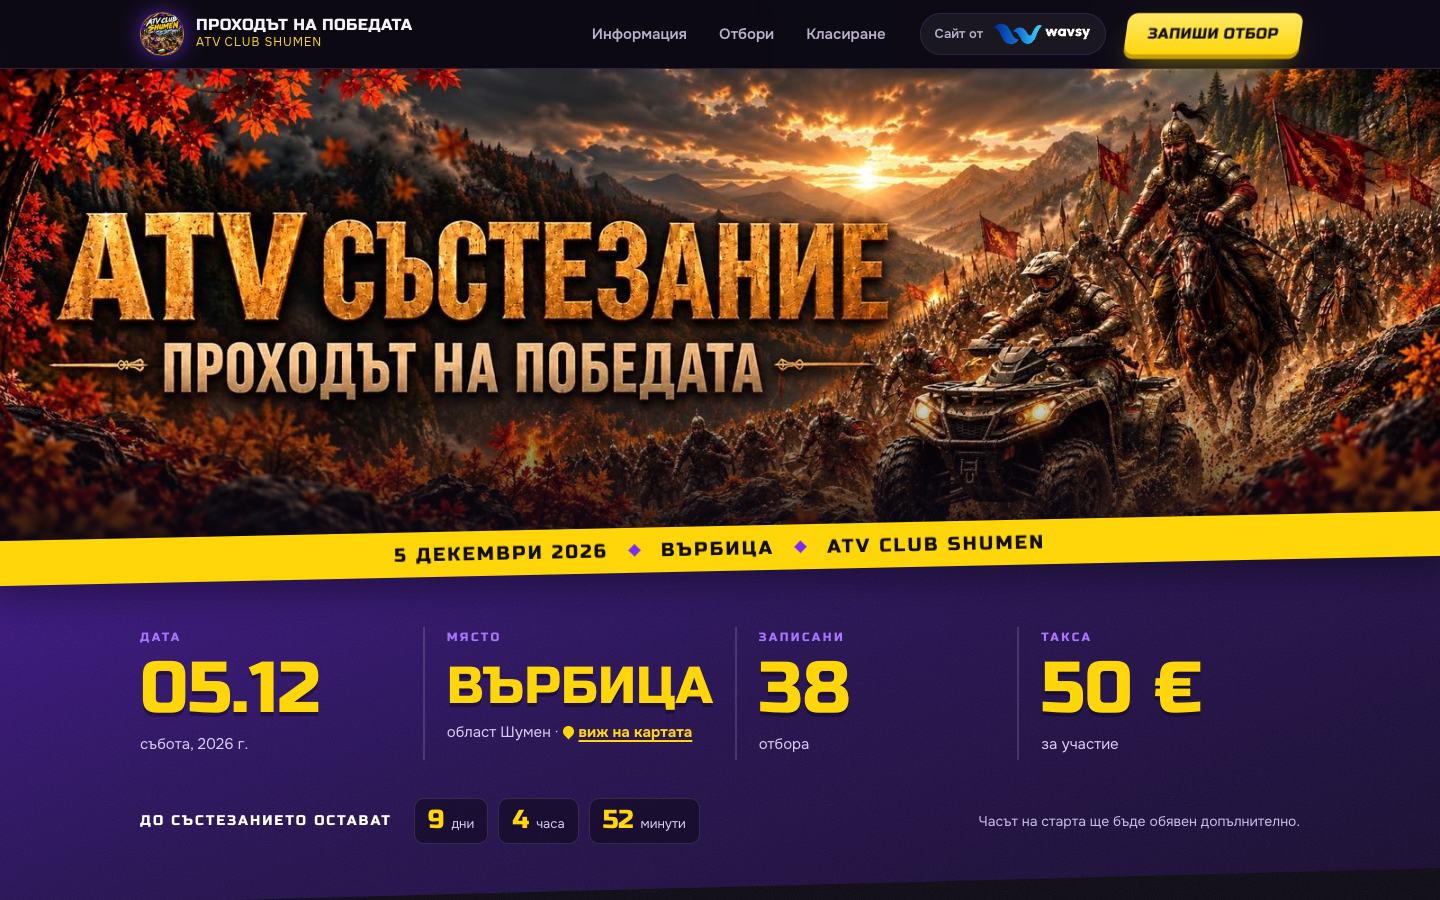 ПРОХОДЪТ НА ПОБЕДАТА
ATV CLUB SHUMEN
Информация
Отбори
Класиране
Сайт от
wavsy
ЗАПИШИ ОТБОР
ATV СЪСТЕЗАНИЕ
ПРОХОДЪТ НА ПОБЕДАТА
5 ДЕКЕМВРИ 2026 ◆ ВЪРБИЦА ◆ ATV CLUB SHUMEN
ДАТА
05.12
събота, 2026 г.
МЯСТО
ВЪРБИЦА
област Шумен · виж на картата
ЗАПИСАНИ
38
отбора
ТАКСА
50 €
за участие
ДО СЪСТЕЗАНИЕТО ОСТАВАТ
9 дни
4 часа
52 минути
Часът на старта ще бъде обявен допълнително.